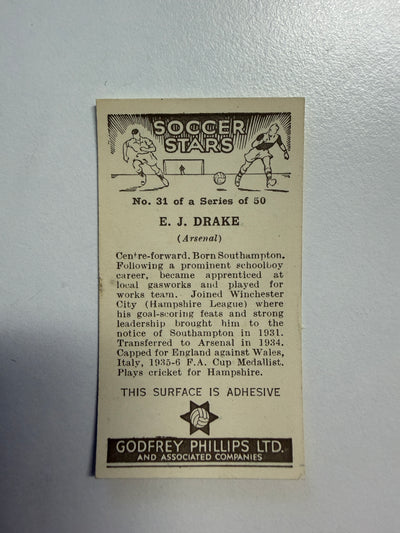 SOCCER
STARS
No. 31 of a Series of 50
E. J. DRAKE
(Arsenal)
Centre-forward. Born Southampton.
Following a prominent schoolboy
career, became apprenticed at
local gasworks and played for
works team. Joined Winchester
City (Hampshire League) where
his goal-scoring feats and strong
leadership brought him to the
notice of Southampton in 1931.
Transferred to Arsenal in 1934.
Capped for England against Wales,
Italy, 1935-6 F.A. Cup Medallist.
Plays cricket for Hampshire.
THIS SURFACE IS ADHESIVE
GODFREY PHILLIPS LTD.
AND ASSOCIATED COMPANIES